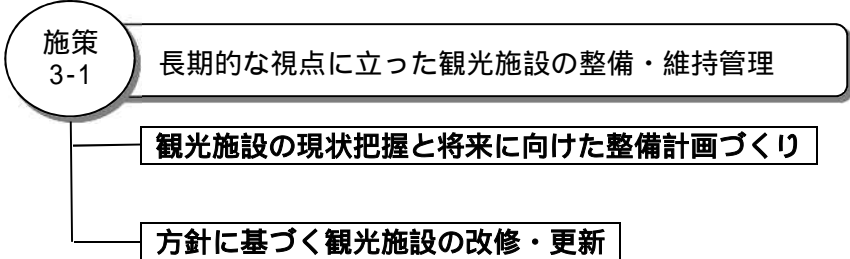 施策
3-1
長期的な視点に立った観光施設の整備・維持管理
観光施設の現状把握と将来に向けた整備計画づくり
方針に基づく観光施設の改修・更新